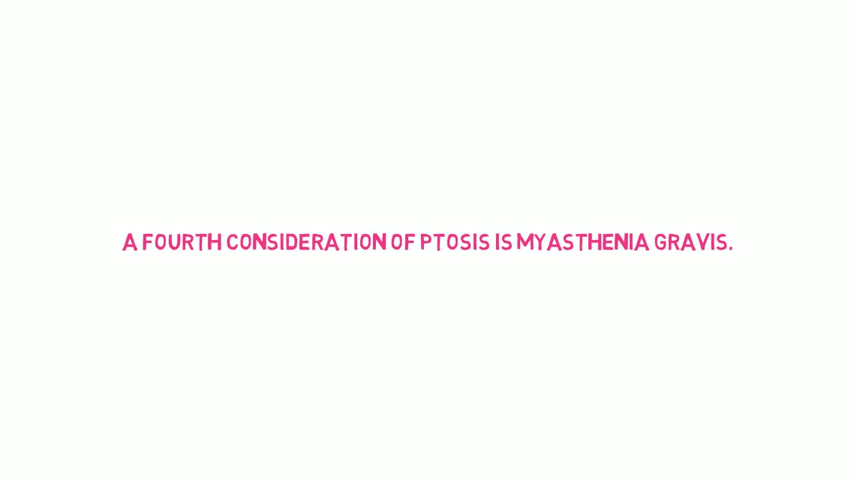 A FOURTH CONSIDERATION OF PTOSIS IS MYASTHENIA GRAVIS.